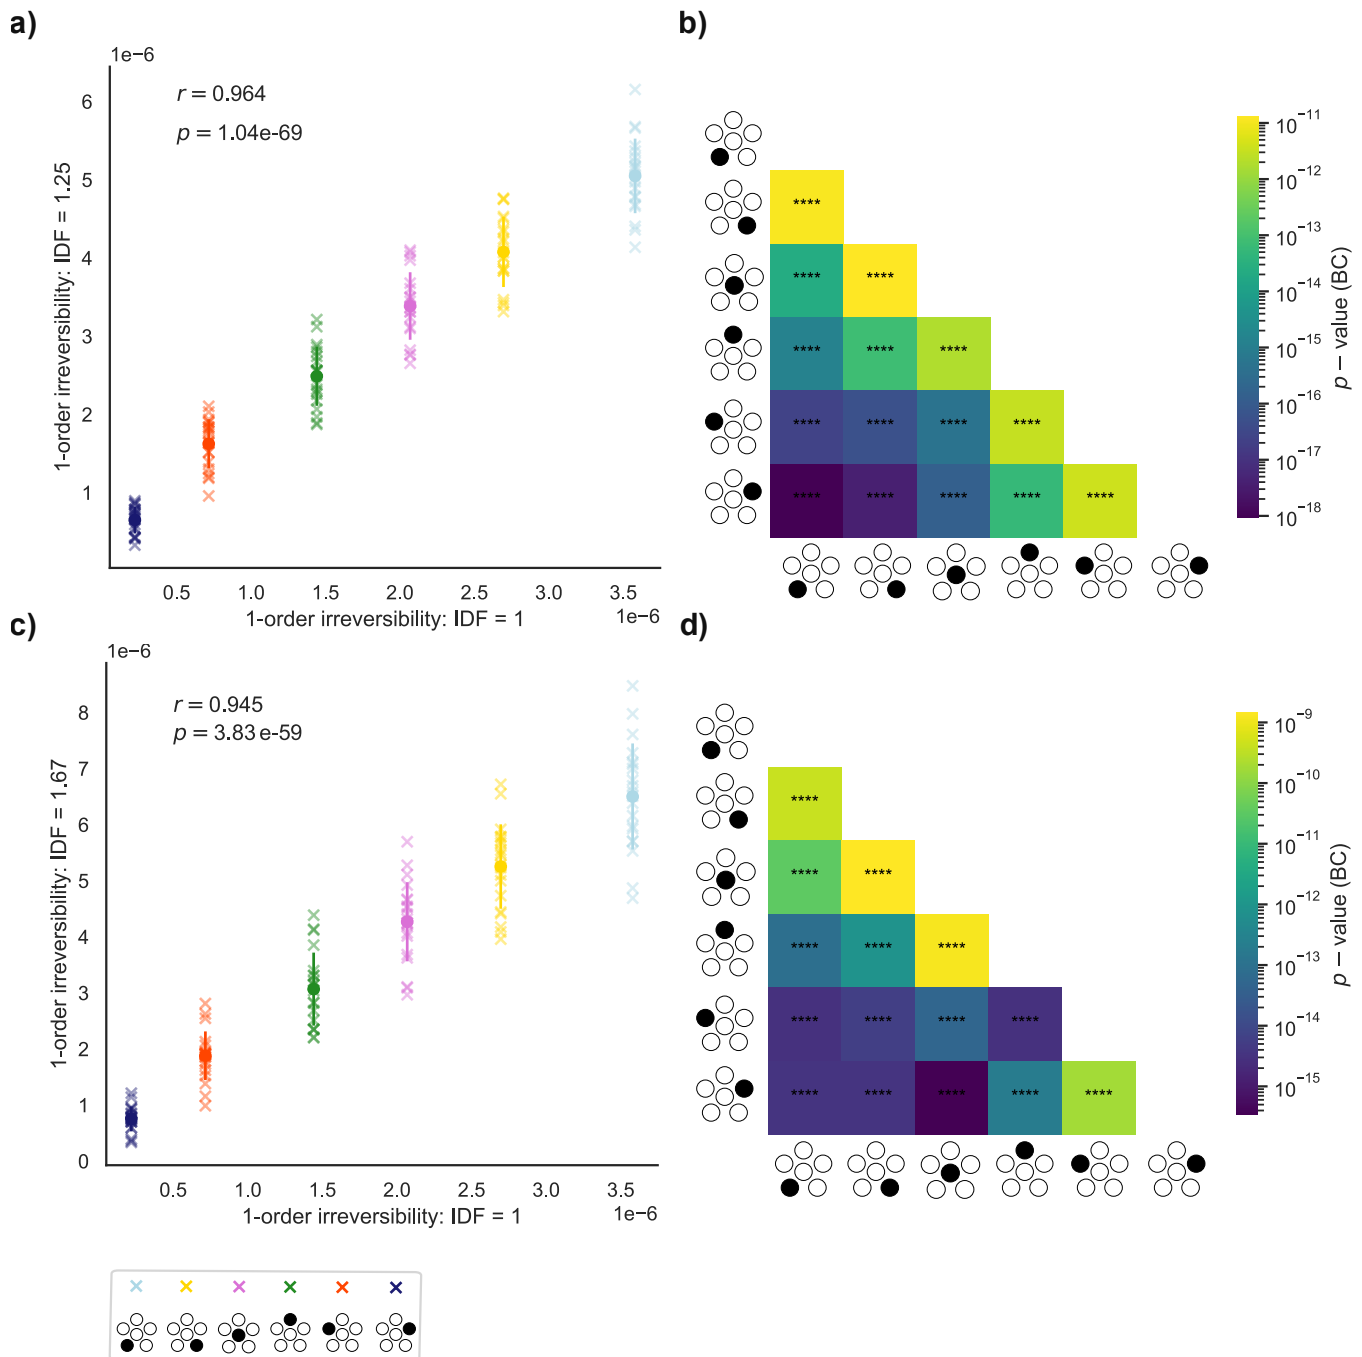 a)
1e−6
r = 0.964
p = 1.04e-69
6
5
4
3
2
1
1-order irreversibility: IDF = 1.25
0.5 1.0 1.5 2.0 2.5 3.0 3.5
1-order irreversibility: IDF = 1
1e−6
b)
****
**** ****
**** **** ****
**** **** **** ****
**** **** **** **** ****
10−11
10−12
10−13
10−14
10−15
10−16
10−17
10−18
p − value (BC)
c)
1e−6
r = 0.945
p = 3.83 e-59
8
7
6
5
4
3
2
1
0
1-order irreversibility: IDF = 1.67
0.5 1.0 1.5 2.0 2.5 3.0 3.5
1-order irreversibility: IDF = 1
1e−6
d)
****
**** ****
**** **** ****
**** **** **** ****
**** **** **** **** ****
10−9
10−10
10−11
10−12
10−13
10−14
10−15
p − value (BC)